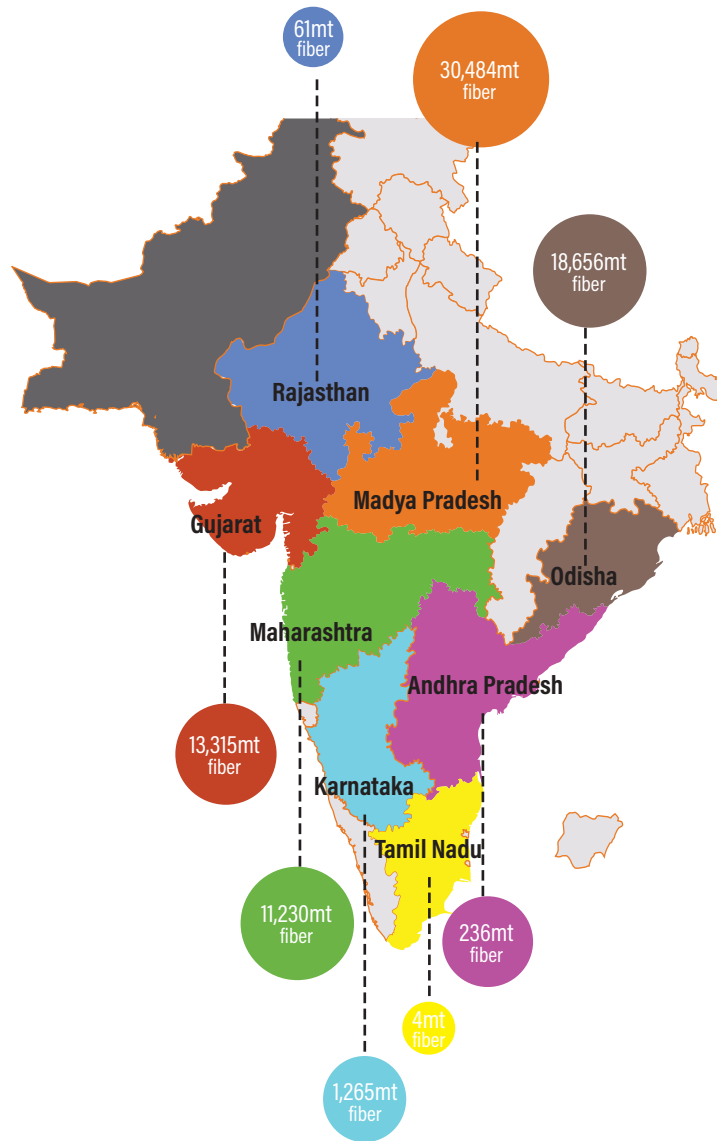 61mt
fiber
30,484mt
fiber
18,656mt
fiber
Rajasthan
Madya Pradesh
Gujarat
Odisha
Maharashtra
Andhra Pradesh
13,315mt
fiber
Karnataka
Tamil Nadu
11,230mt
fiber
236mt
fiber
4mt
fiber
1,265mt
fiber